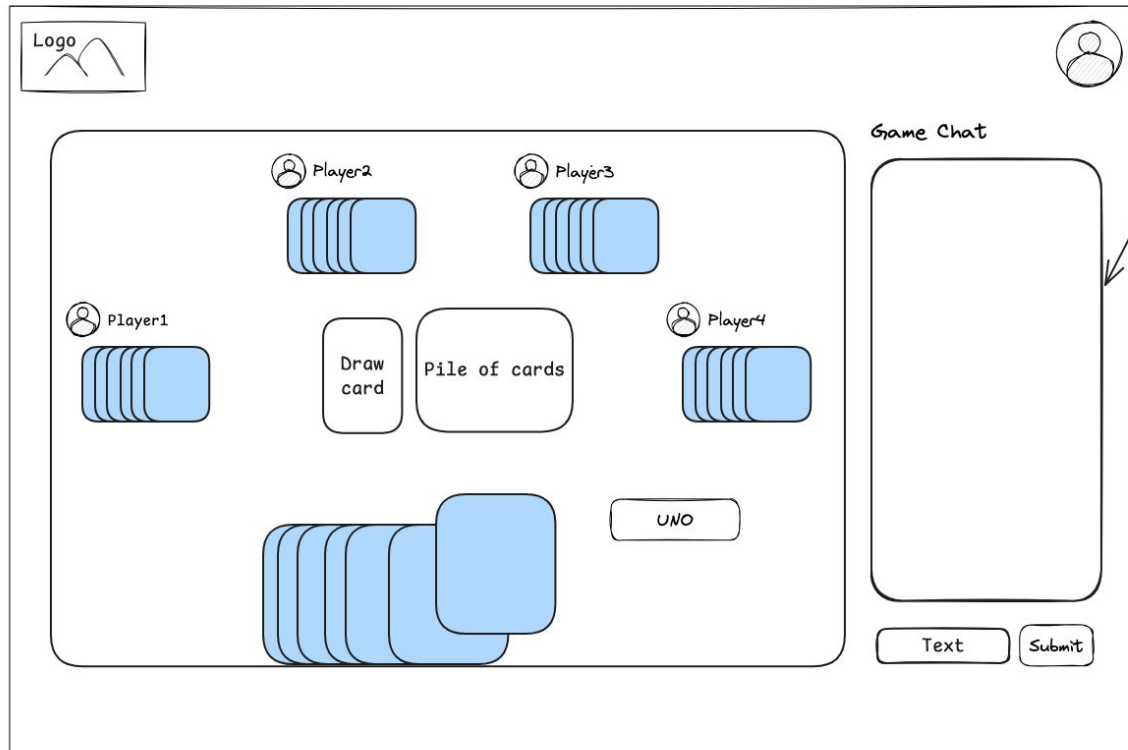 Logo
Game Chat
Player2
Player3
Player1
Player4
Draw
card
Pile of cards
UNO
Text
Submit